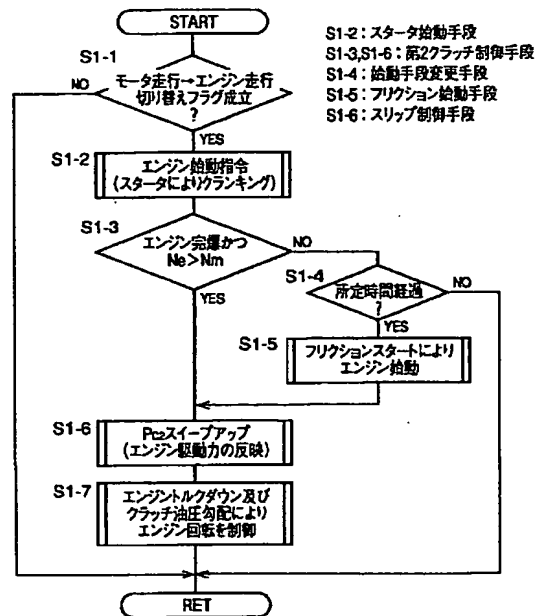 START
S1-2：スタータ始動手段
S1-3,S1-6：第2クラッチ制御手段
S1-4：始動手段変更手段
S1-5：フリクション始動手段
S1-6：スリップ制御手段
S1-1
NO
モータ走行→エンジン走行
切り替えフラグ成立
?
YES
S1-2
エンジン始動指令
(スタータによりクランキング)
S1-3
エンジン完爆かつ
Ne>Nm
NO
YES
S1-4
所定時間経過
?
NO
YES
S1-5
フリクションスタートにより
エンジン始動
S1-6
PC2スイープアップ
(エンジン駆動力の反映)
S1-7
エンジントルクダウン及び
クラッチ油圧勾配により
エンジン回転を制御
RET